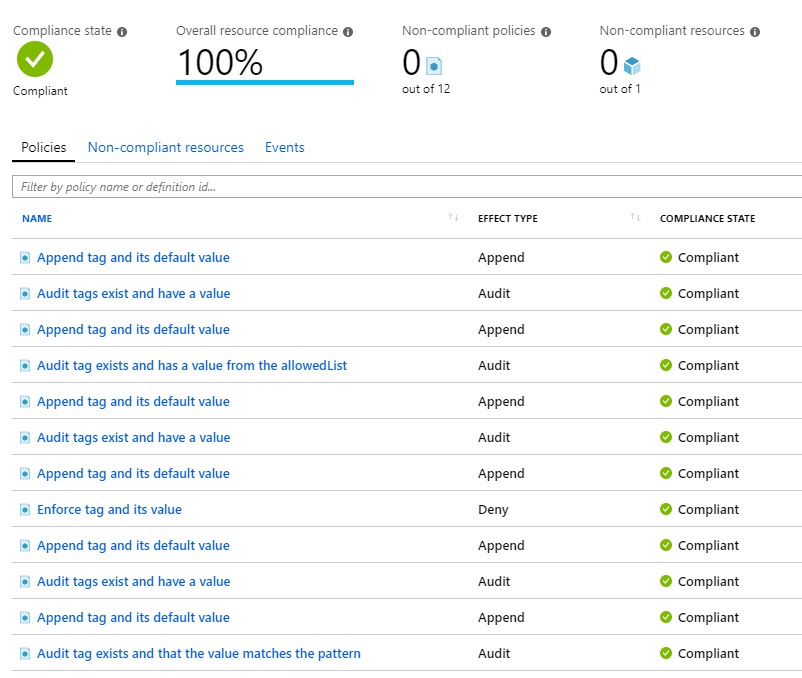 Compliance state
Overall resource compliance
Non-compliant policies
Non-compliant resources
100%
0
0
Compliant
out of 12
out of 1
Policies
Non-compliant resources
Events
Filter by policy name or definition id...
NAME
EFFECT TYPE
COMPLIANCE STATE
Append tag and its default value Append Compliant
Audit tags exist and have a value Audit Compliant
Append tag and its default value Append Compliant
Audit tag exists and has a value from the allowedList Audit Compliant
Append tag and its default value Append Compliant
Audit tags exist and have a value Audit Compliant
Append tag and its default value Append Compliant
Enforce tag and its value Deny Compliant
Append tag and its default value Append Compliant
Audit tags exist and have a value Audit Compliant
Append tag and its default value Append Compliant
Audit tag exists and that the value matches the pattern Audit Compliant